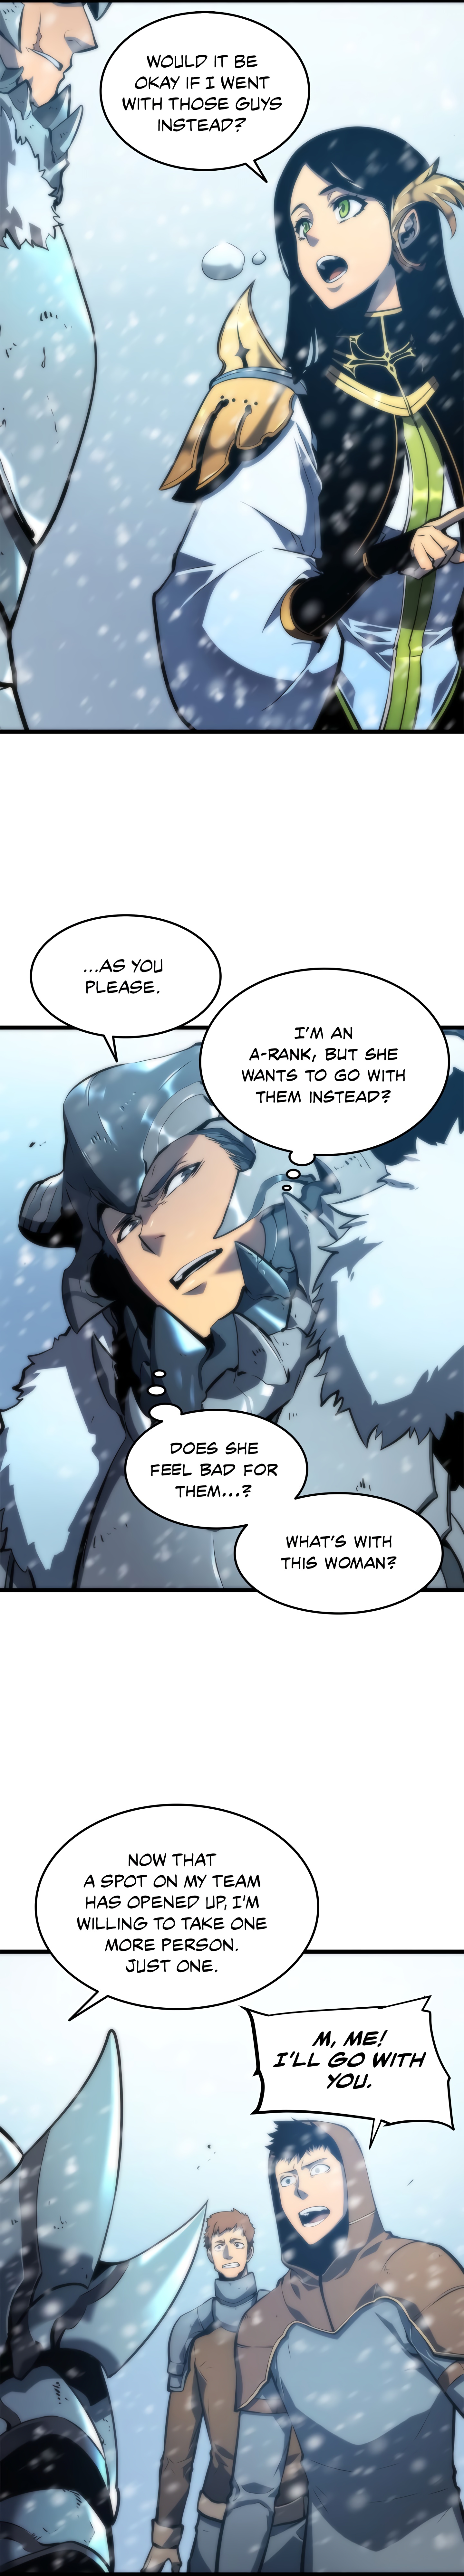 WOULD IT BE
OKAY IF I WENT
WITH THOSE GUYS
INSTEAD?
...AS YOU
PLEASE.
I'M AN
A-RANK, BUT SHE
WANTS TO GO WITH
THEM INSTEAD?
DOES SHE
FEEL BAD FOR
THEM...?
WHAT'S WITH
THIS WOMAN?
NOW THAT
A SPOT ON MY TEAM
HAS OPENED UP, I'M
WILLING TO TAKE ONE
MORE PERSON.
JUST ONE.
M, ME!
I'LL GO WITH
YOU.